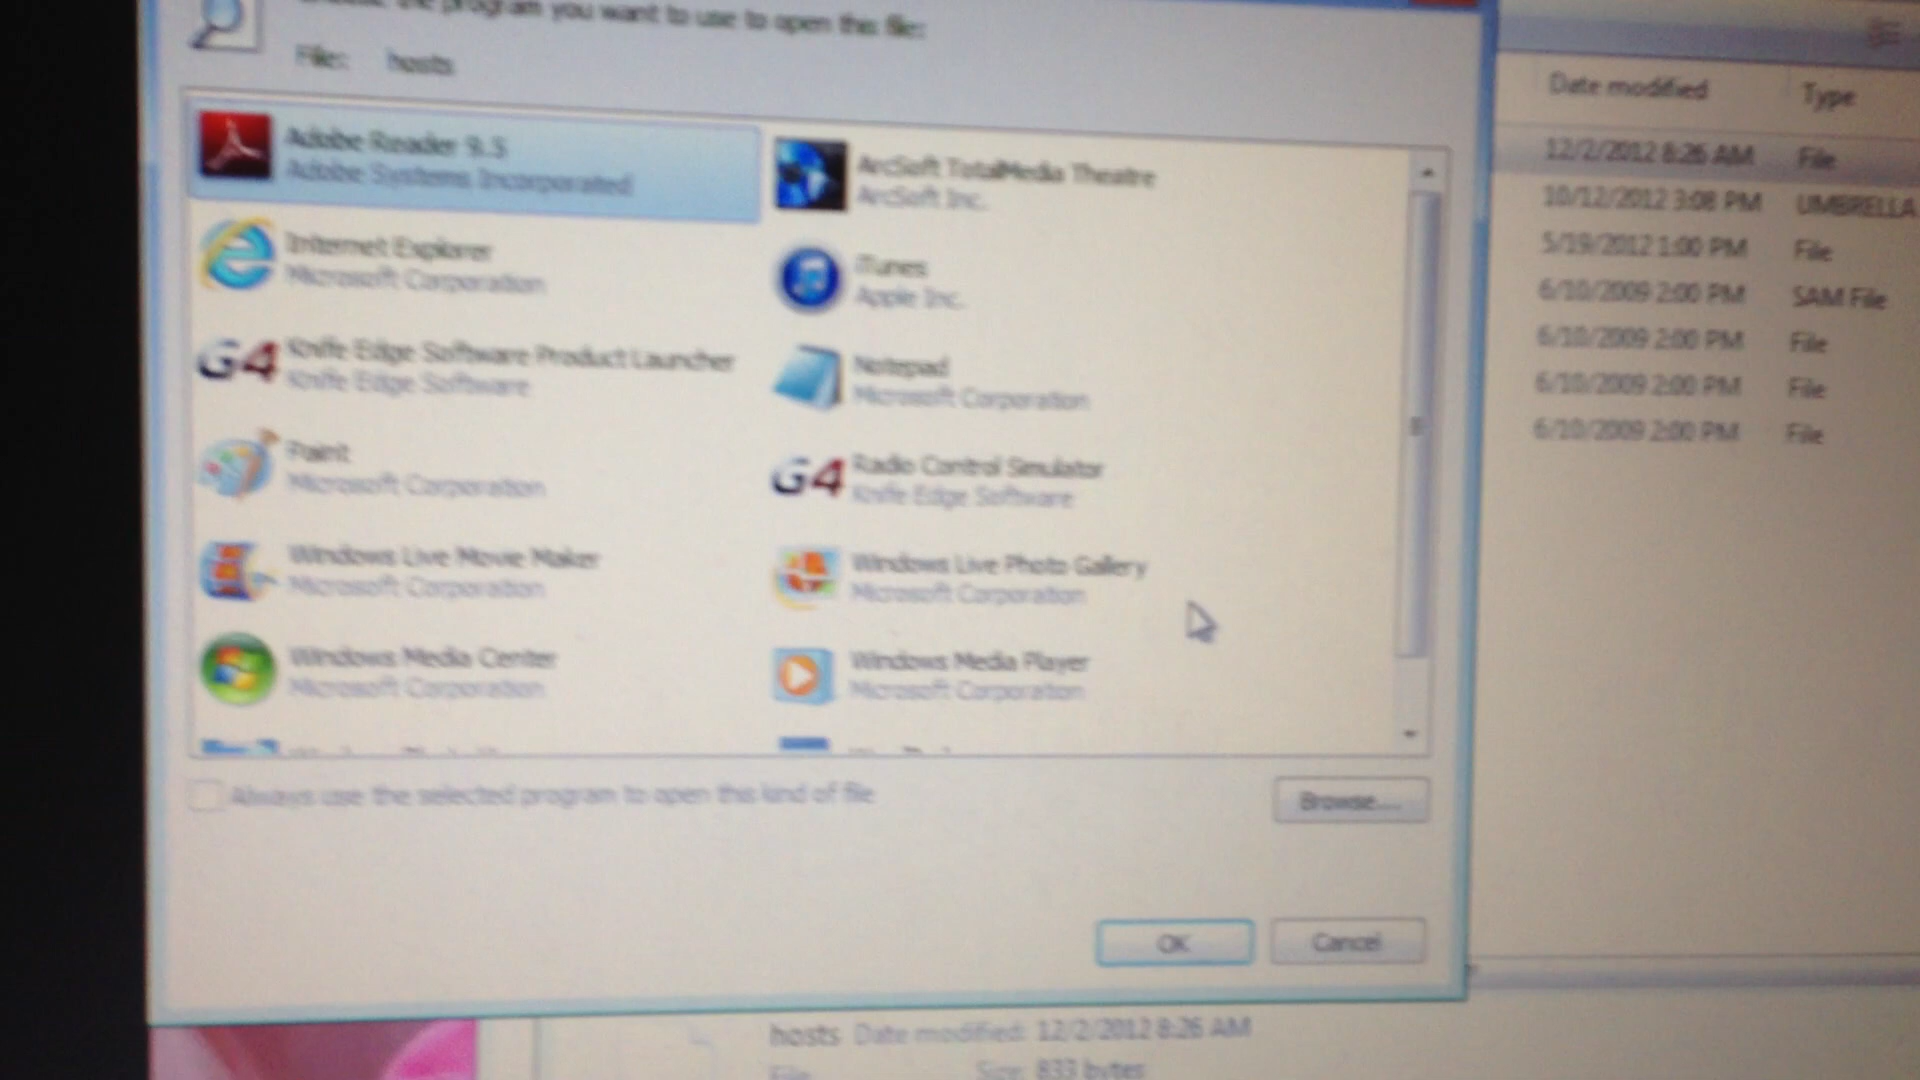 the program you want to use to open this file:
File: hosts
Adobe Reader 9.5
Adobe Systems Incorporated
ArcSoft TotalMedia Theatre
ArcSoft Inc.
Internet Explorer
Microsoft Corporation
iTunes
Apple Inc.
Knife Edge Software Product Launcher
Knife Edge Software
G4
Notepad
Microsoft Corporation
Paint
Microsoft Corporation
G4
Radio Control Simulator
Knife Edge Software
Windows Live Movie Maker
Microsoft Corporation
Windows Live Photo Gallery
Microsoft Corporation
Windows Media Center
Microsoft Corporation
Windows Media Player
Microsoft Corporation
Always use the selected program to open this kind of file
Browse...
OK
Cancel
Date modified Type
12/2/2012 8:26 AM File
10/12/2012 3:08 PM UMBRELLA
5/19/2012 1:00 PM File
6/10/2009 2:00 PM SAM File
6/10/2009 2:00 PM File
6/10/2009 2:00 PM File
6/10/2009 2:00 PM File
hosts Date modified: 12/2/2012 8:26 AM
File Size: 833 bytes